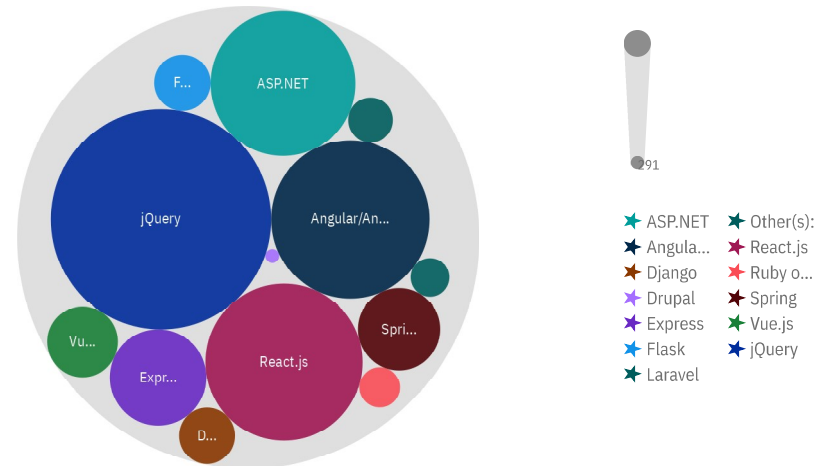 F...
ASP.NET
jQuery
Angular/An...
Vu...
Expr...
React.js
Spri...
D...
291
ASP.NET
Angula...
Django
Drupal
Express
Flask
Laravel
Other(s):
React.js
Ruby o...
Spring
Vue.js
jQuery